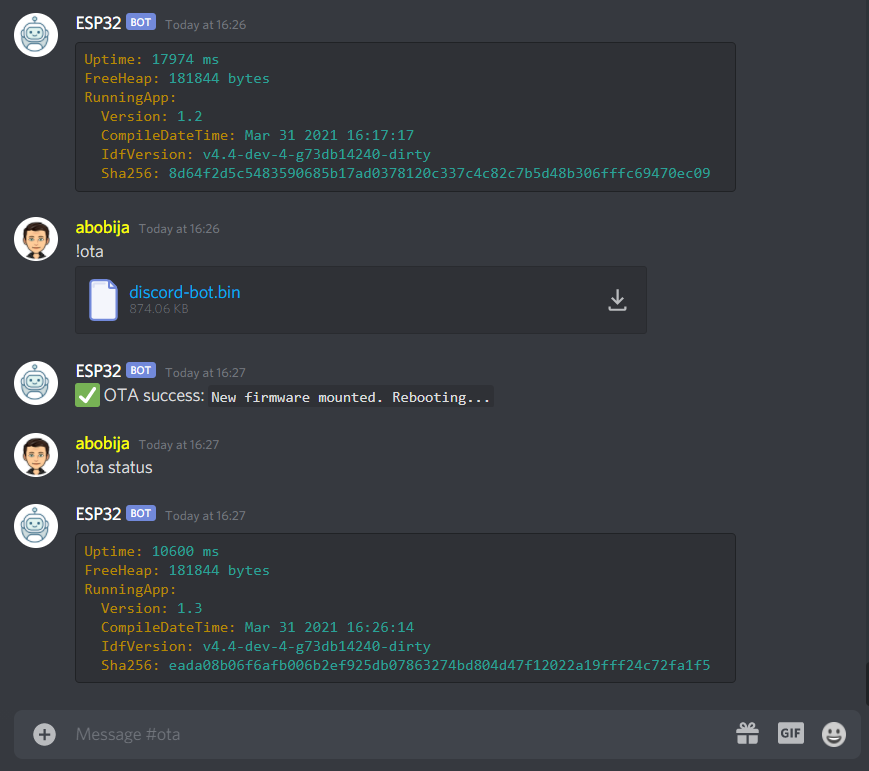 ESP32 BOT Today at 16:26
Uptime: 17974 ms
FreeHeap: 181844 bytes
RunningApp:
  Version: 1.2
  CompileDateTime: Mar 31 2021 16:17:17
  IdfVersion: v4.4-dev-4-g73db14240-dirty
  Sha256: 8d64f2d5c5483590685b17ad0378120c337c4c82c7b5d48b306fffc69470ec09
abobija Today at 16:26
!ota
discord-bot.bin
874.06 KB
ESP32 BOT Today at 16:27
OTA success: New firmware mounted. Rebooting...
abobija Today at 16:27
!ota status
ESP32 BOT Today at 16:27
Uptime: 10600 ms
FreeHeap: 181844 bytes
RunningApp:
  Version: 1.3
  CompileDateTime: Mar 31 2021 16:26:14
  IdfVersion: v4.4-dev-4-g73db14240-dirty
  Sha256: eada08b06f6afb006b2ef925db07863274bd804d47f12022a19fff24c72fa1f5
Message #ota
GIF